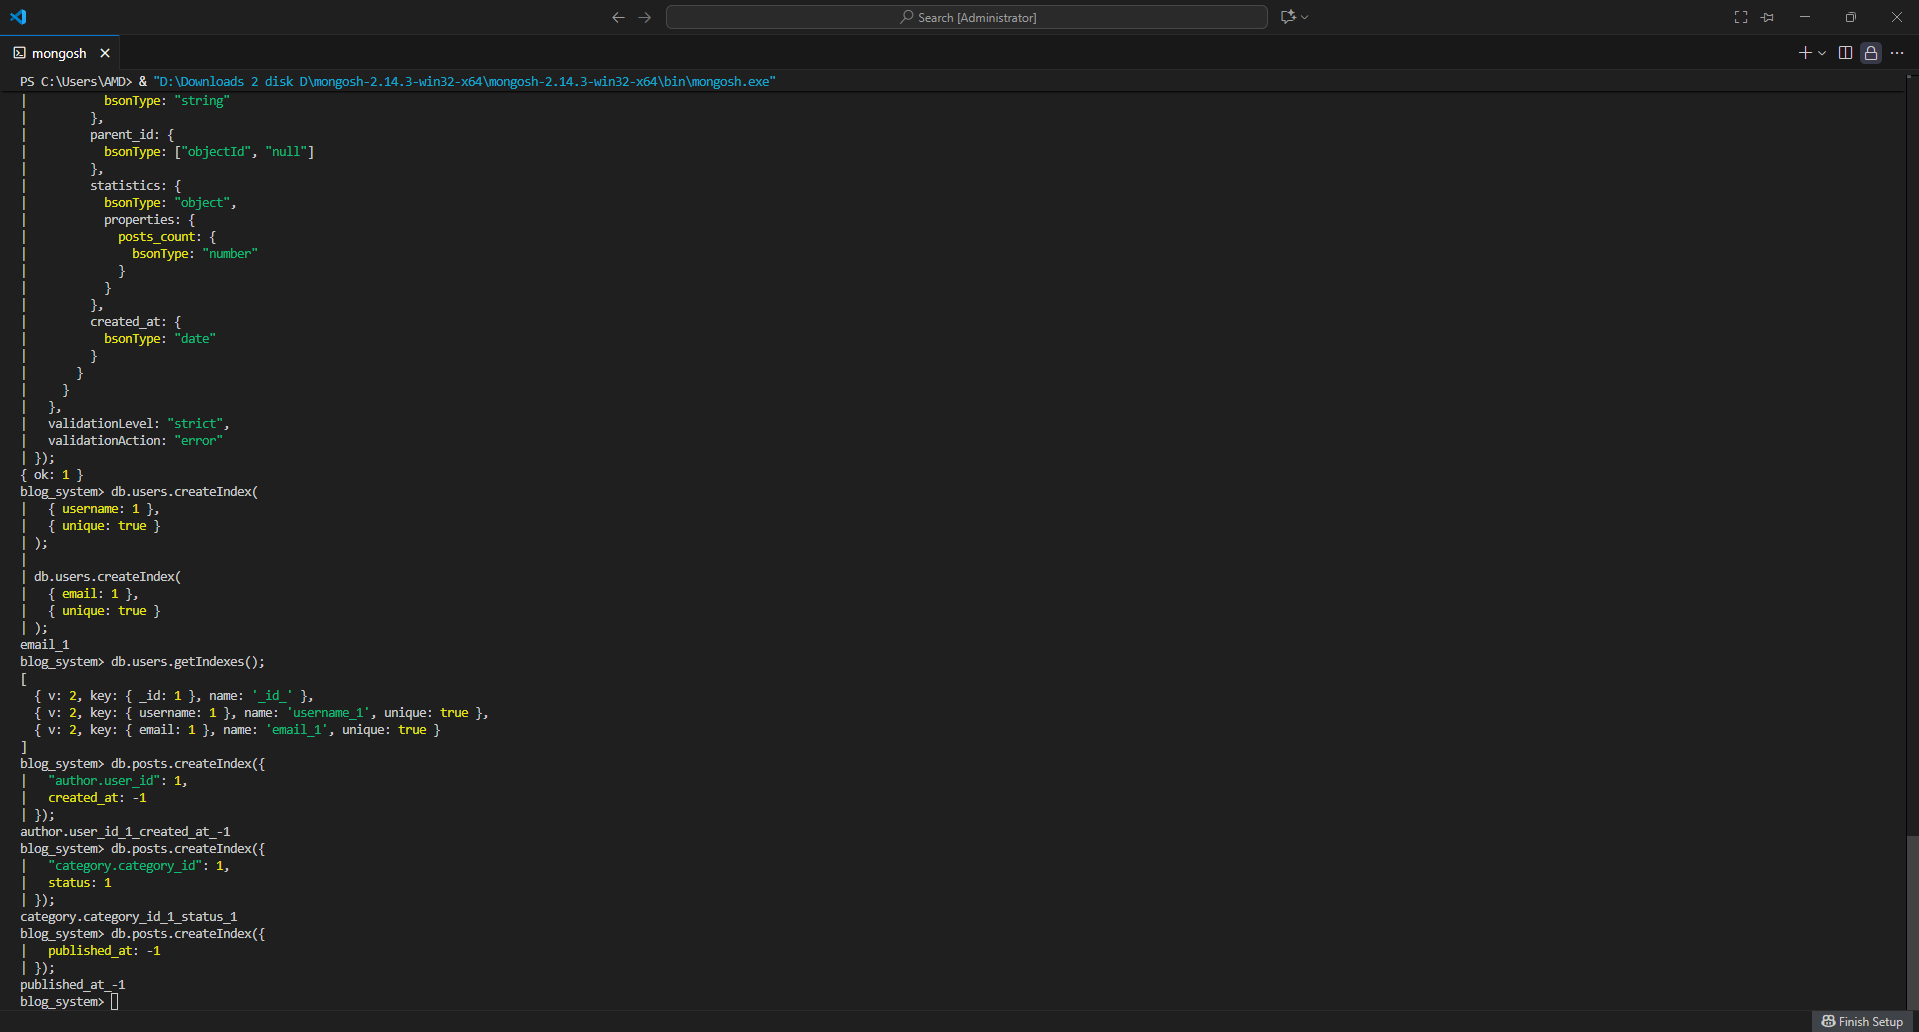 Search [Administrator]
mongosh
PS C:\Users\AMD> & "D:\Downloads 2 disk D\mongosh-2.14.3-win32-x64\mongosh-2.14.3-win32-x64\bin\mongosh.exe"
|           bsonType: "string"
|         },
|         parent_id: {
|           bsonType: ["objectId", "null"]
|         },
|         statistics: {
|           bsonType: "object",
|           properties: {
|             posts_count: {
|               bsonType: "number"
|             }
|           }
|         },
|         created_at: {
|           bsonType: "date"
|         }
|       }
|     }
|   },
|   validationLevel: "strict",
|   validationAction: "error"
| });
{ ok: 1 }
blog_system> db.users.createIndex(
|   { username: 1 },
|   { unique: true }
| );
|
| db.users.createIndex(
|   { email: 1 },
|   { unique: true }
| );
email_1
blog_system> db.users.getIndexes();
[
  { v: 2, key: { _id: 1 }, name: '_id_' },
  { v: 2, key: { username: 1 }, name: 'username_1', unique: true },
  { v: 2, key: { email: 1 }, name: 'email_1', unique: true }
]
blog_system> db.posts.createIndex({
|   "author.user_id": 1,
|   created_at: -1
| });
author.user_id_1_created_at_-1
blog_system> db.posts.createIndex({
|   "category.category_id": 1,
|   status: 1
| });
category.category_id_1_status_1
blog_system> db.posts.createIndex({
|   published_at: -1
| });
published_at_-1
blog_system>
Finish Setup